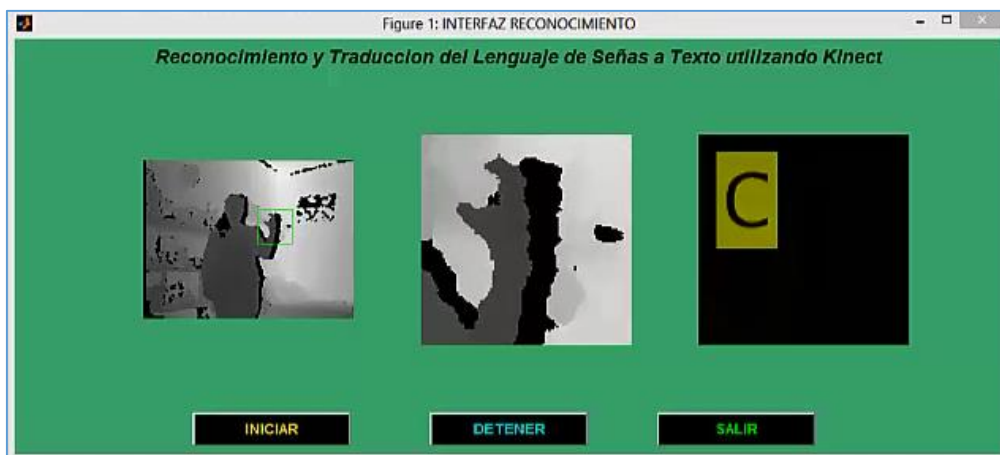 Figure 1: INTERFAZ RECONOCIMIENTO
Reconocimiento y Traduccion del Lenguaje de Señas a Texto utilizando Kinect
C
INICIAR
DETENER
SALIR